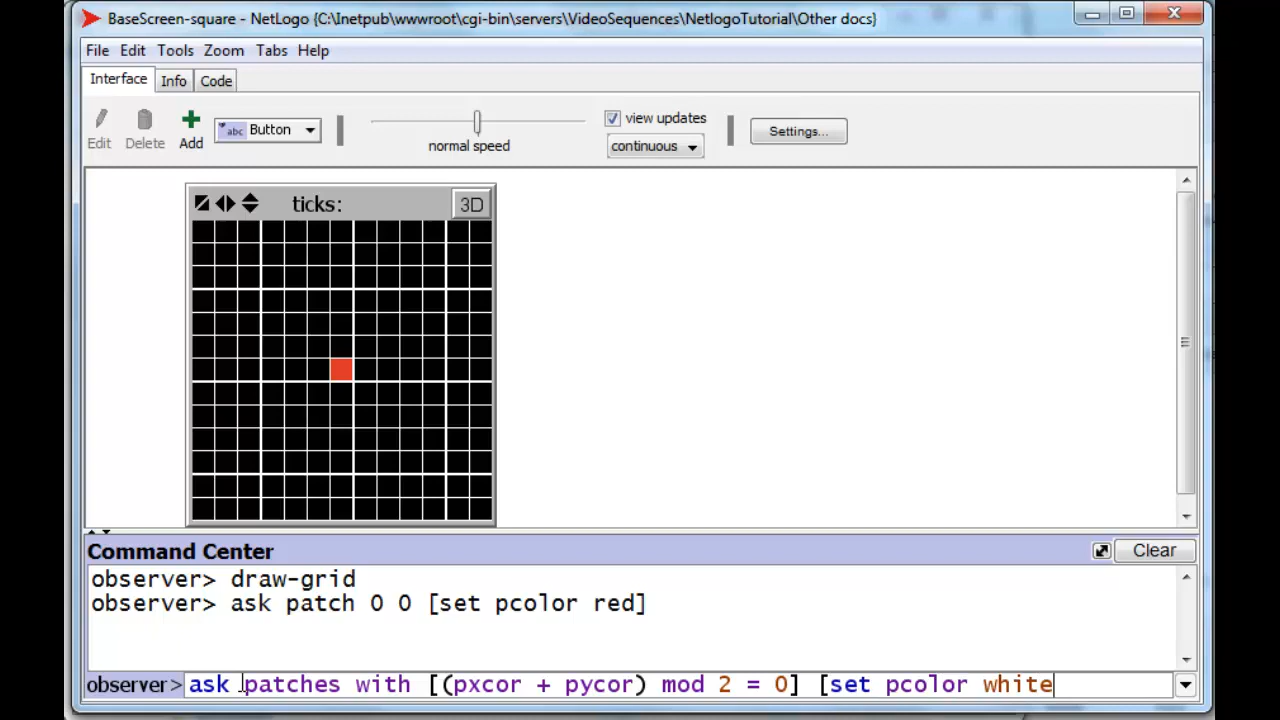 BaseScreen-square - NetLogo {C:\Inetpub\wwwroot\cgi-bin\servers\VideoSequences\NetlogoTutorial\Other docs}
File Edit Tools Zoom Tabs Help
Interface Info Code
Edit Delete Add abc Button normal speed view updates continuous Settings...
ticks: 3D
Command Center Clear
observer> draw-grid
observer> ask patch 0 0 [set pcolor red]
observer> ask patches with [(pxcor + pycor) mod 2 = 0] [set pcolor white